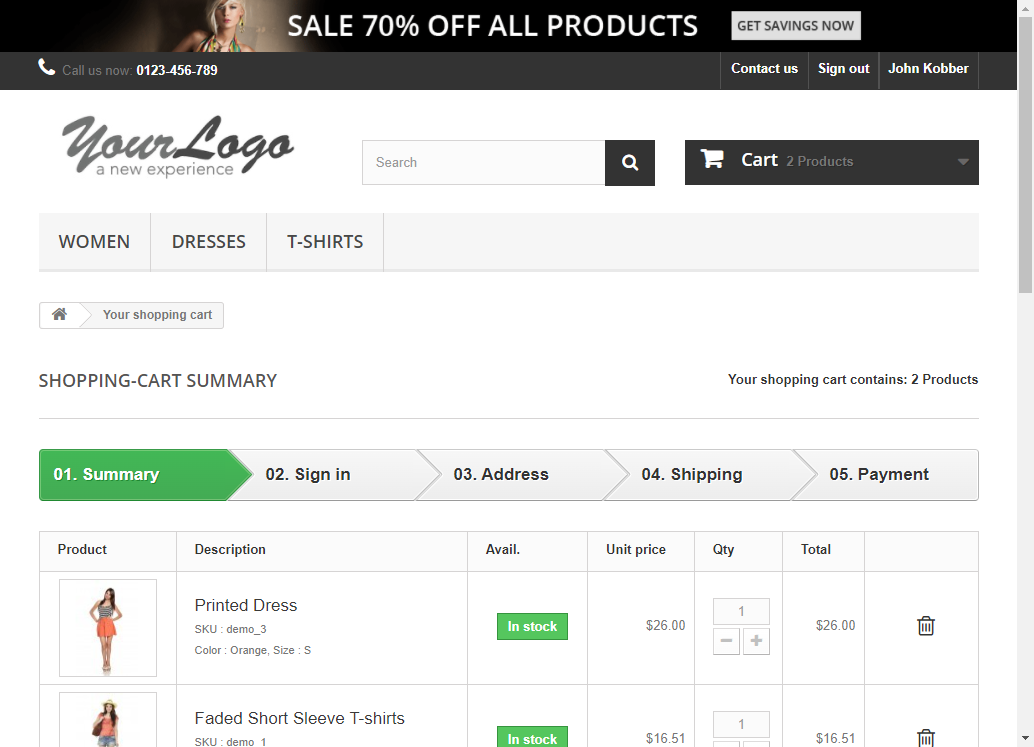 SALE 70% OFF ALL PRODUCTS
GET SAVINGS NOW
Call us now: 0123-456-789
Contact us
Sign out
John Kobber
YourLogo
a new experience
Search
Cart 2 Products
WOMEN
DRESSES
T-SHIRTS
Your shopping cart
SHOPPING-CART SUMMARY
Your shopping cart contains: 2 Products
01. Summary
02. Sign in
03. Address
04. Shipping
05. Payment
Product
Description
Avail.
Unit price
Qty
Total
Printed Dress
SKU : demo_3
Color : Orange, Size : S
In stock
$26.00
1
$26.00
Faded Short Sleeve T-shirts
SKU : demo_1
In stock
$16.51
1
$16.51